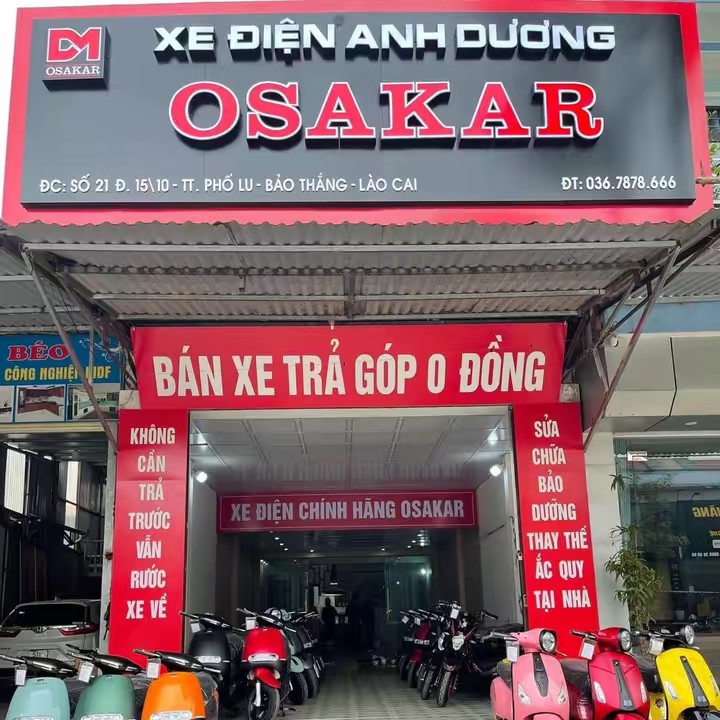 DM
OSAKAR
XE ĐIỆN ANH DƯƠNG
OSAKAR
ĐC: SỐ 21 Đ. 15\10 - TT. PHỐ LU - BẢO THẮNG - LÀO CAI
ĐT: 036.7878.666
BÉO
CÔNG NGHIỆP MDF
BÁN XE TRẢ GÓP 0 ĐỒNG
KHÔNG
CẦN
TRẢ
TRƯỚC
VẪN
RƯỚC
XE VỀ
XE ĐIỆN CHÍNH HÃNG OSAKAR
SỬA
CHỮA
BẢO
DƯỠNG
THAY THẾ
ẮC QUY
TẠI NHÀ